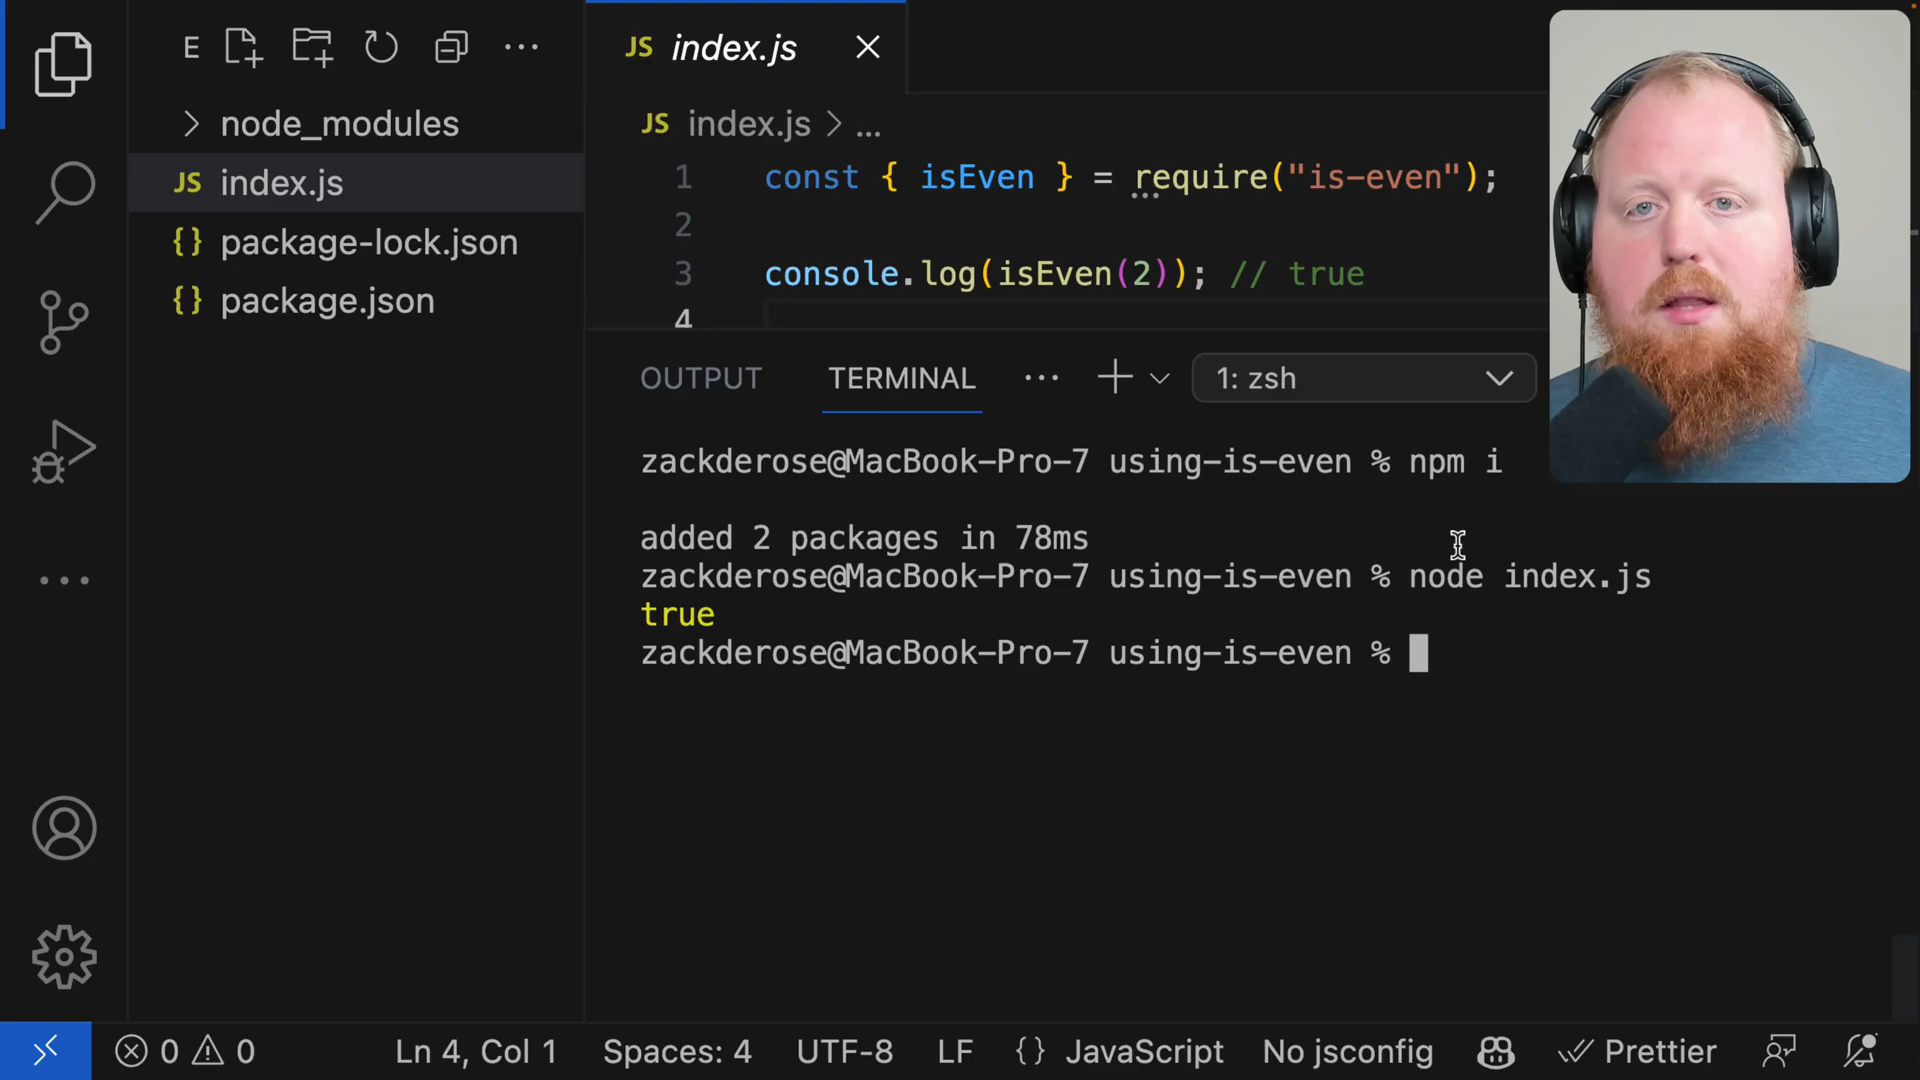 E
JS index.js
node_modules
JS index.js
{} package-lock.json
{} package.json
JS index.js > ...
1 const { isEven } = require("is-even");
2
3 console.log(isEven(2)); // true
4
OUTPUT TERMINAL ... 1: zsh
zackderose@MacBook-Pro-7 using-is-even % npm i
added 2 packages in 78ms
zackderose@MacBook-Pro-7 using-is-even % node index.js
true
zackderose@MacBook-Pro-7 using-is-even %
0 0 Ln 4, Col 1 Spaces: 4 UTF-8 LF {} JavaScript No jsconfig Prettier